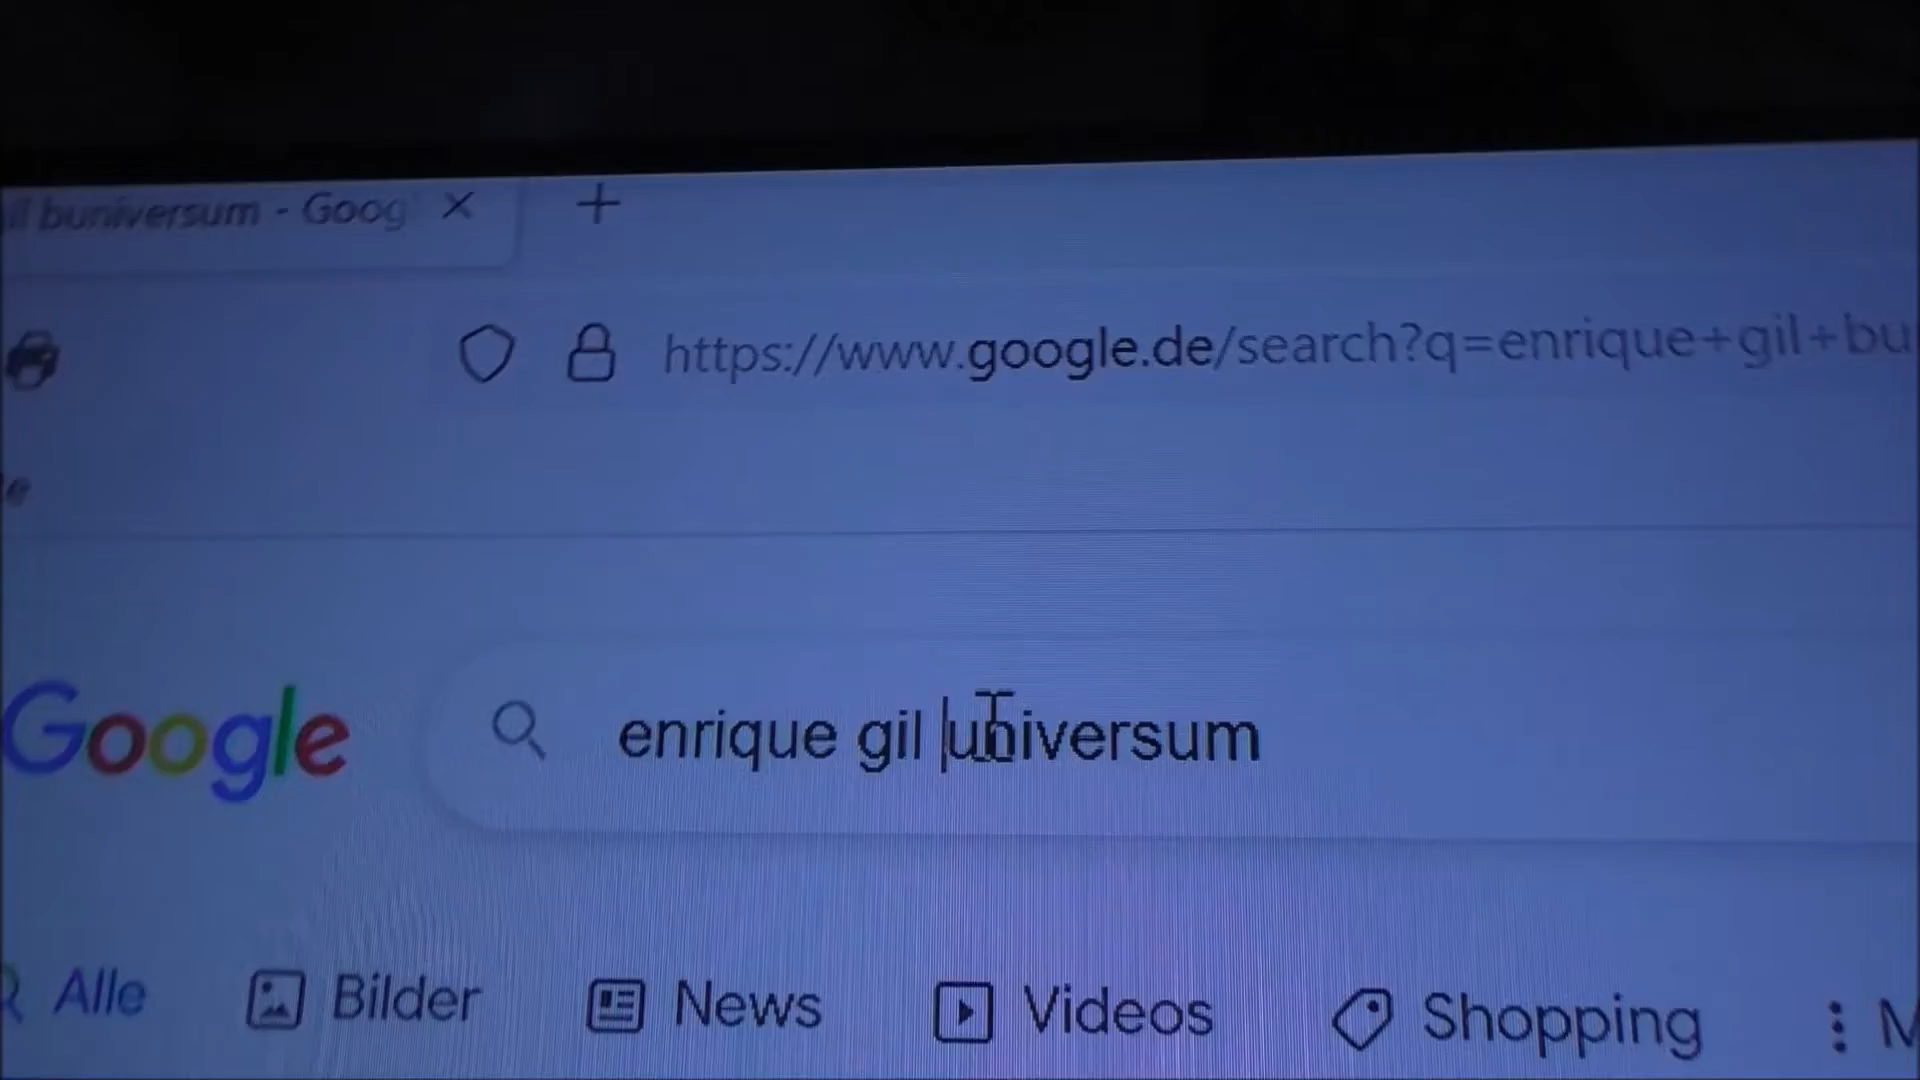 il buniversum - Goog
https://www.google.de/search?q=enrique+gil+bu
Google
enrique gil universum
Alle Bilder News Videos Shopping M